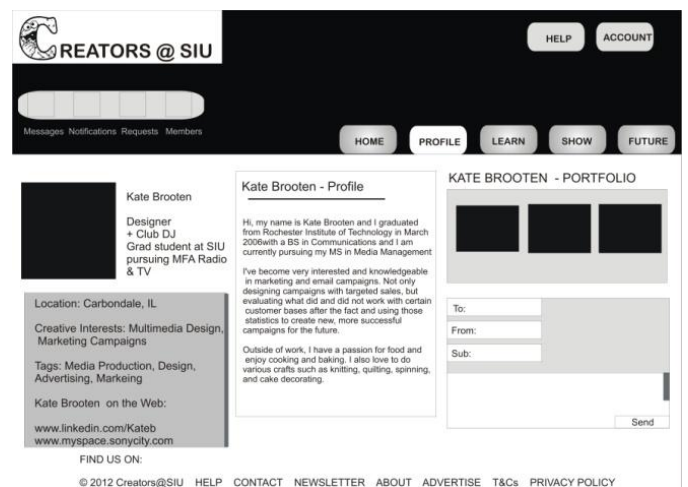 CREATORS @ SIU
HELP
ACCOUNT
Messages Notifications Requests Members
HOME
PROFILE
LEARN
SHOW
FUTURE
Kate Brooten
Designer
+ Club DJ
Grad student at SIU
pursuing MFA Radio
& TV
Location: Carbondale, IL
Creative Interests: Multimedia Design,
Marketing Campaigns
Tags: Media Production, Design,
Advertising, Markeing
Kate Brooten on the Web:
www.linkedin.com/Kateb
www.myspace.sonycity.com
Kate Brooten - Profile
Hi, my name is Kate Brooten and I graduated
from Rochester Institute of Technology in March
2006with a BS in Communications and I am
currently pursuing my MS in Media Management
I've become very interested and knowledgeable
in marketing and email campaigns. Not only
designing campaigns with targeted sales, but
evaluating what did and did not work with certain
customer bases after the fact and using those
statistics to create new, more successful
campaigns for the future.
Outside of work, I have a passion for food and
enjoy cooking and baking. I also love to do
various crafts such as knitting, quilting, spinning,
and cake decorating.
KATE BROOTEN - PORTFOLIO
To:
From:
Sub:
Send
FIND US ON:
© 2012 Creators@SIU HELP CONTACT NEWSLETTER ABOUT ADVERTISE T&Cs PRIVACY POLICY